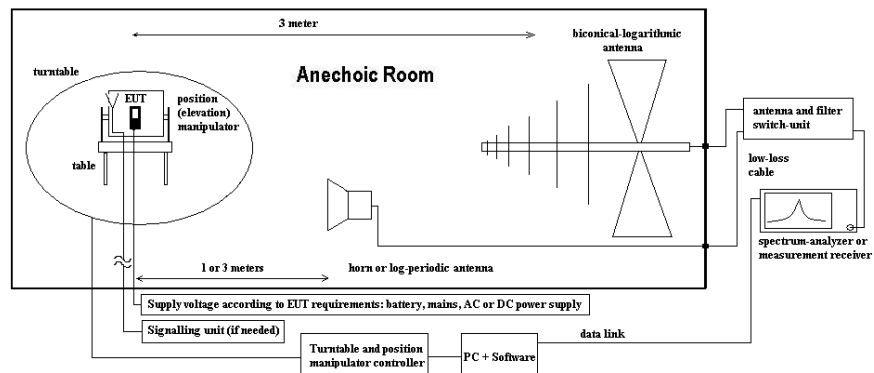 3 meter
biconical-logarithmic
antenna
turntable
Anechoic Room
EUT
position
(elevation)
manipulator
antenna and filter
switch-unit
table
low-loss
cable
spectrum-analyzer or
measurement receiver
1 or 3 meters
horn or log-periodic antenna
Supply voltage according to EUT requirements: battery, mains, AC or DC power supply
Signalling unit (if needed)
data link
Turntable and position
manipulator controller
PC + Software